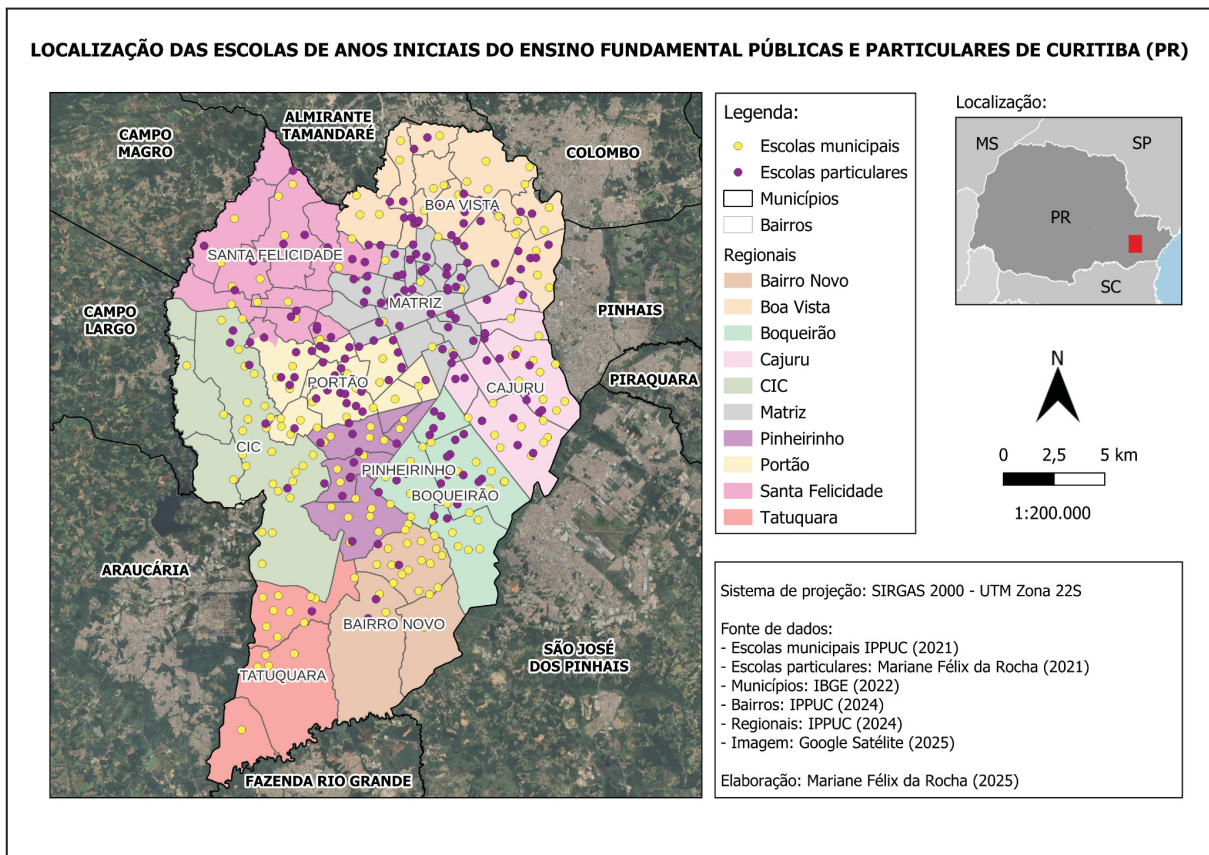 LOCALIZAÇÃO DAS ESCOLAS DE ANOS INICIAIS DO ENSINO FUNDAMENTAL PÚBLICAS E PARTICULARES DE CURITIBA (PR)
CAMPO
MAGRO
ALMIRANTE
TAMANDARÉ
COLOMBO
BOA VISTA
SANTA FELICIDADE
MATRIZ
CAMPO
LARGO
PINHAIS
PIRAQUARA
PORTÃO
CAJURU
CIC
PINHEIRINHO
BOQUEIRÃO
ARAUCÁRIA
BAIRRO NOVO
SÃO JOSÉ
DOS PINHAIS
TATUQUARA
FAZENDA RIO GRANDE
Legenda:
Escolas municipais
Escolas particulares
Municípios
Bairros
Regionais
Bairro Novo
Boa Vista
Boqueirão
Cajuru
CIC
Matriz
Pinheirinho
Portão
Santa Felicidade
Tatuquara
Localização:
MS
SP
PR
SC
N
0 2,5 5 km
1:200.000
Sistema de projeção: SIRGAS 2000 - UTM Zona 22S
Fonte de dados:
- Escolas municipais IPPUC (2021)
- Escolas particulares: Mariane Félix da Rocha (2021)
- Municípios: IBGE (2022)
- Bairros: IPPUC (2024)
- Regionais: IPPUC (2024)
- Imagem: Google Satélite (2025)
Elaboração: Mariane Félix da Rocha (2025)